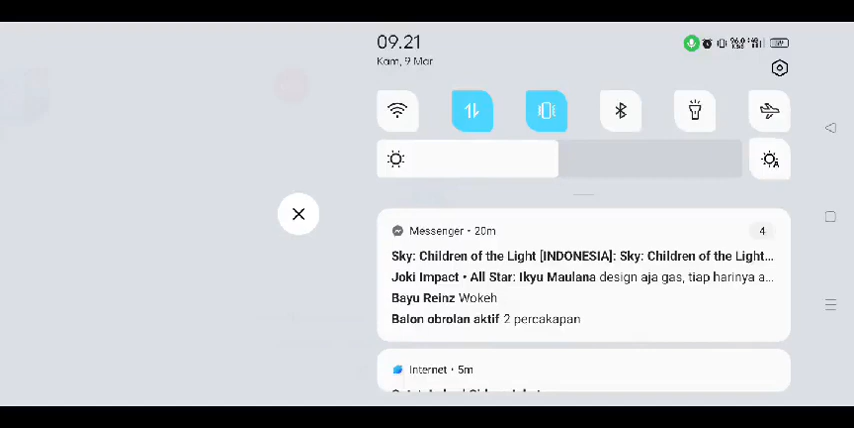 09.21
Kam, 9 Mar
Messenger • 20m
4
Sky: Children of the Light [INDONESIA]: Sky: Children of the Light...
Joki Impact • All Star: Ikyu Maulana design aja gas, tiap harinya a...
Bayu Reinz Wokeh
Balon obrolan aktif 2 percakapan
Internet • 5m